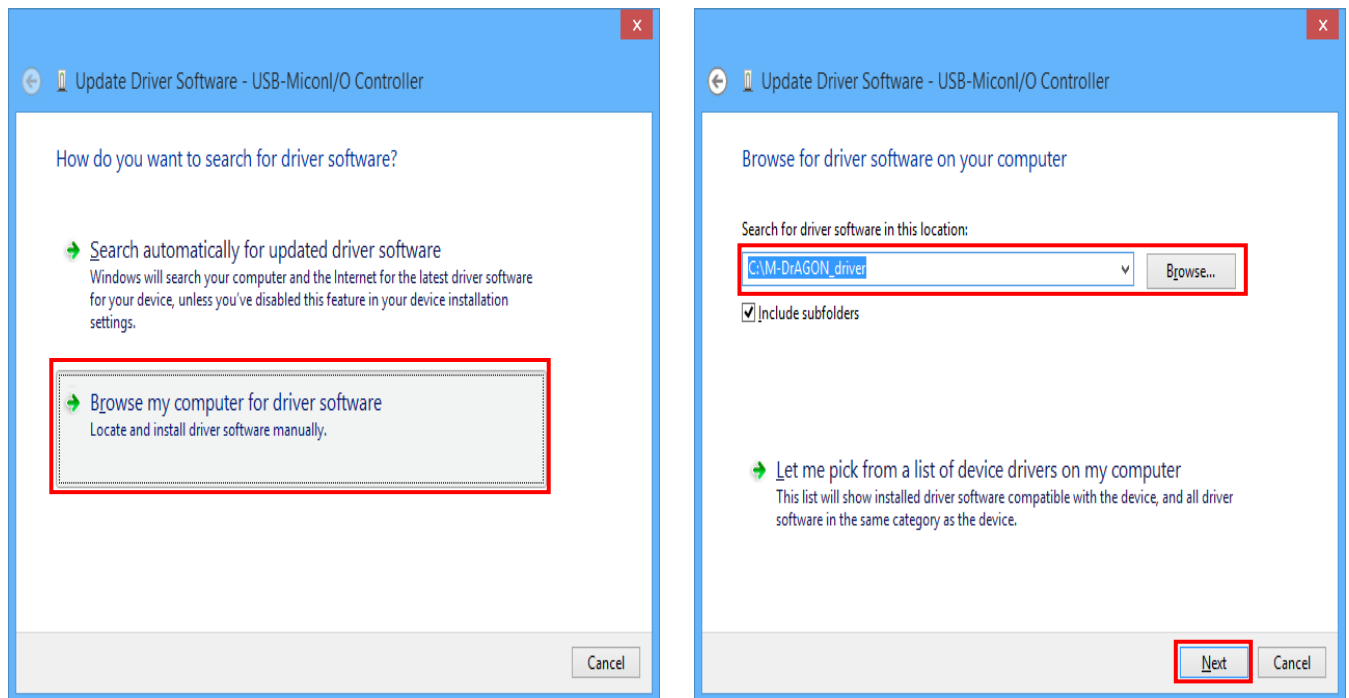 x
Update Driver Software - USB-MiconI/O Controller
How do you want to search for driver software?
Search automatically for updated driver software
Windows will search your computer and the Internet for the latest driver software
for your device, unless you've disabled this feature in your device installation
settings.
Browse my computer for driver software
Locate and install driver software manually.
Cancel
x
Update Driver Software - USB-MiconI/O Controller
Browse for driver software on your computer
Search for driver software in this location:
C:\M-DrAGON_driver
Browse...
Include subfolders
Let me pick from a list of device drivers on my computer
This list will show installed driver software compatible with the device, and all driver
software in the same category as the device.
Next
Cancel